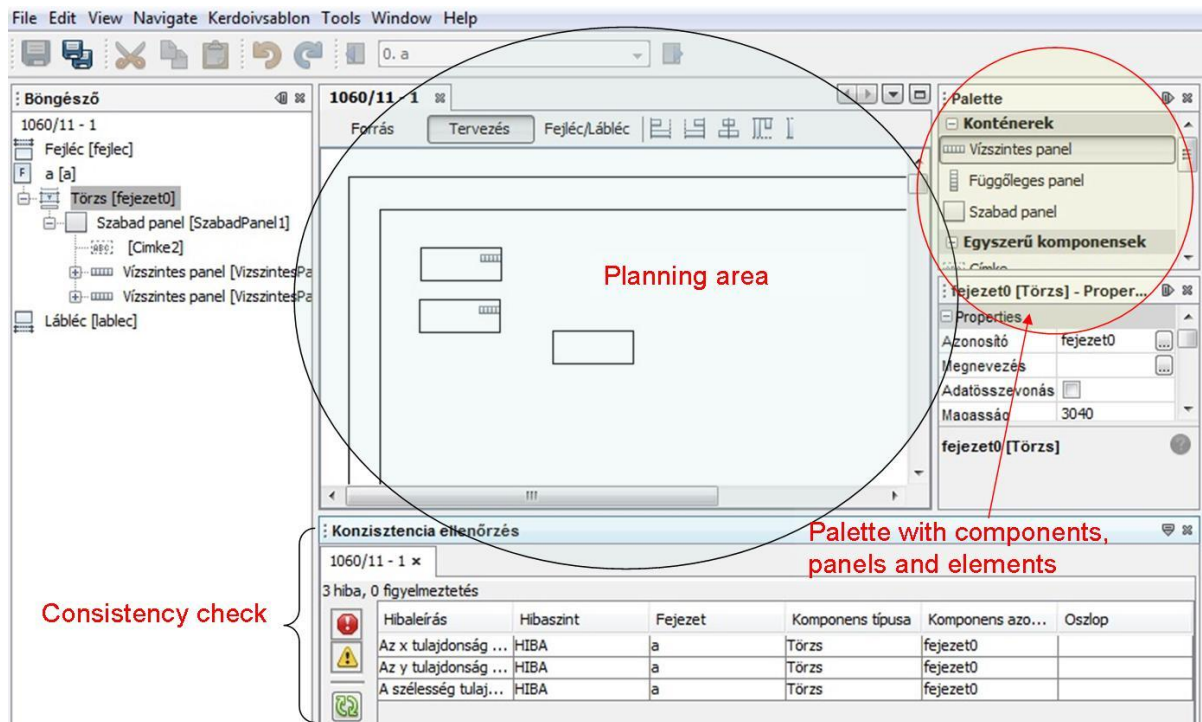 File Edit View Navigate Kerdoivsablon Tools Window Help
0. a
Böngésző
1060/11 - 1
Fejléc [fejlec]
F
a [a]
Törzs [fejezet0]
Szabad panel [SzabadPanel1]
ABC
[Cimke2]
Vízszintes panel [VizszintesPa
Vízszintes panel [VizszintesPa
Lábléc [lablec]
1060/11 - 1
Forrás Tervezés Fejléc/Lábléc
Planning area
Palette
Konténerek
Vízszintes panel
Függőleges panel
Szabad panel
Egyszerű komponensek
Címke
fejezet0 [Törzs] - Proper...
Properties
Azonosító fejezet0 ...
Megnevezés ...
Adatösszevonás
Magasság 3040
fejezet0 [Törzs]
?
Palette with components,
panels and elements
Konzisztencia ellenőrzés
1060/11 - 1
3 hiba, 0 figyelmeztetés
Consistency check
Hibaleírás Hibaszint Fejezet Komponens típusa Komponens azo... Oszlop
Az x tulajdonság ... HIBA a Törzs fejezet0
Az y tulajdonság ... HIBA a Törzs fejezet0
A szélesség tulaj... HIBA a Törzs fejezet0